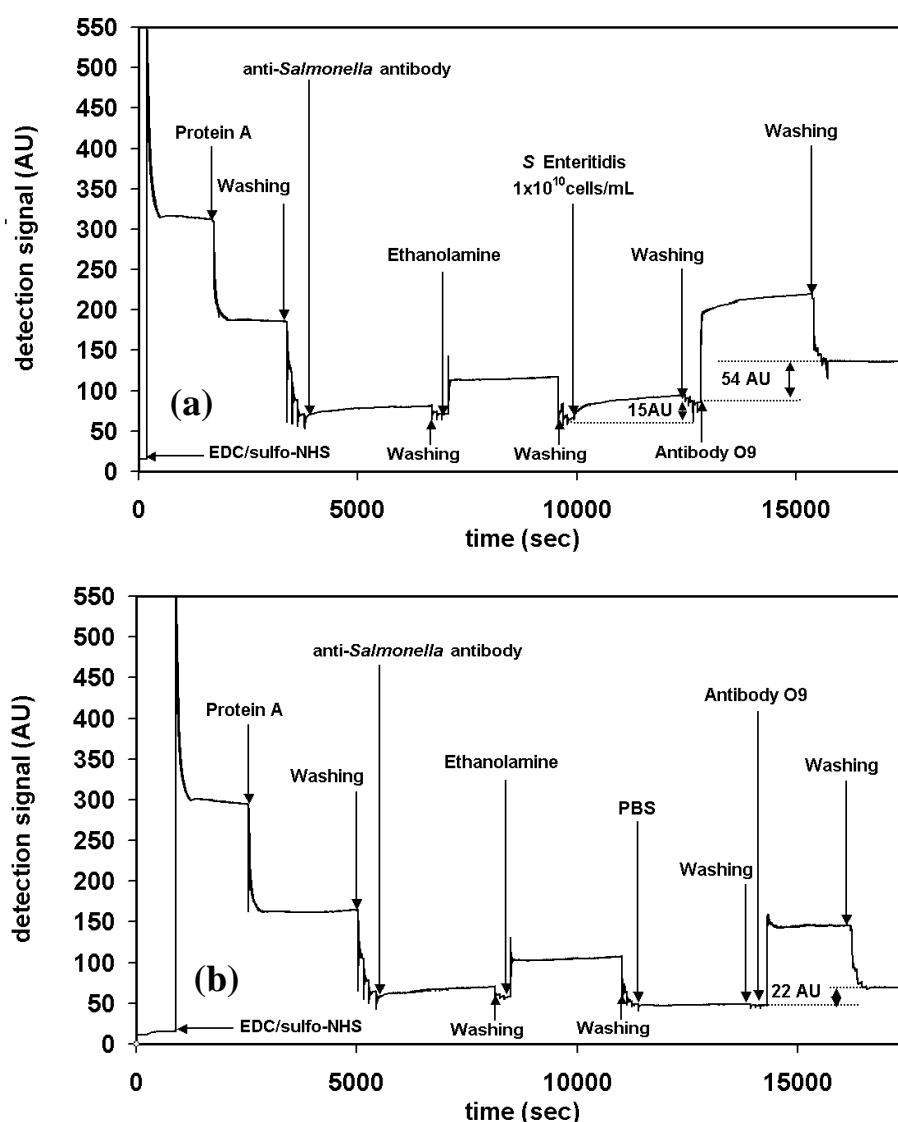 550
500
450
400
350
300
250
200
150
100
50
0
detection signal (AU)
anti-Salmonella antibody
Protein A
Washing
Washing
S Enteritidis
1x10¹⁰cells/mL
Ethanolamine
Washing
(a)
54 AU
15AU
EDC/sulfo-NHS
Washing
Washing
Antibody O9
0
5000
10000
15000
time (sec)
550
500
450
400
350
300
250
200
150
100
50
0
detection signal (AU)
anti-Salmonella antibody
Protein A
Antibody O9
Washing
Ethanolamine
Washing
PBS
Washing
(b)
22 AU
EDC/sulfo-NHS
Washing
Washing
0
5000
10000
15000
time (sec)